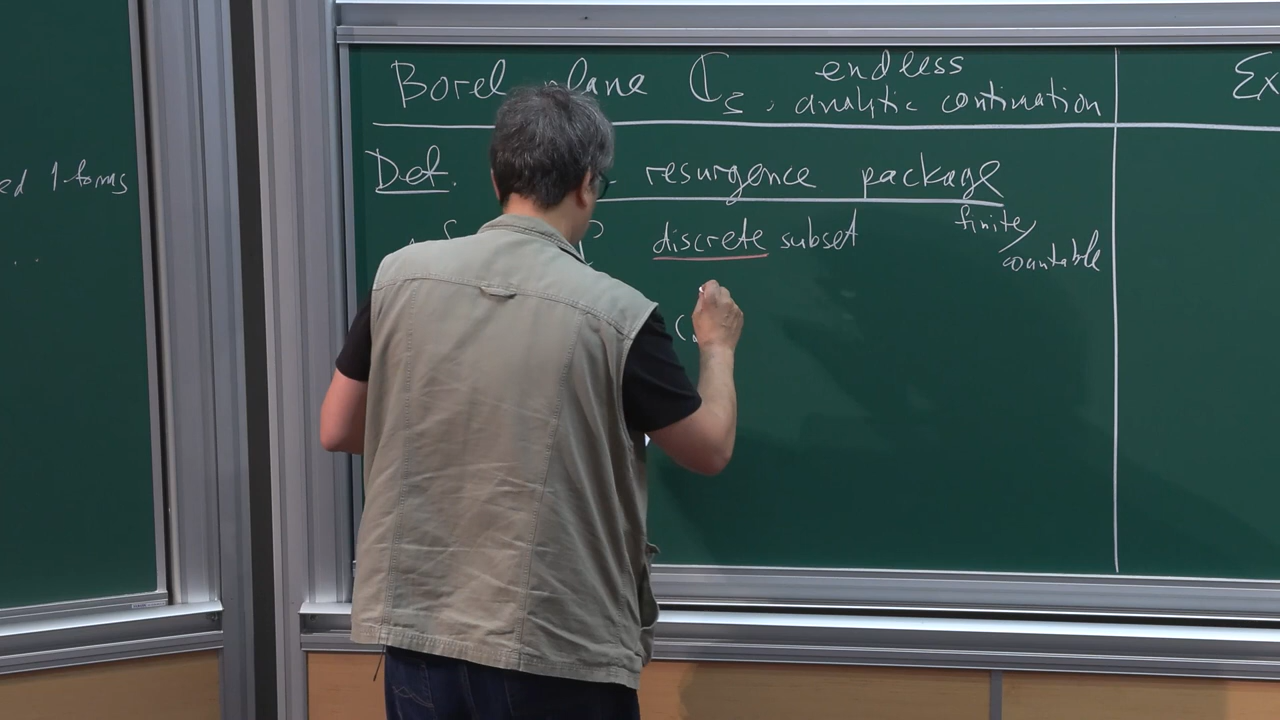 ed 1-forms
...
Borel plane ℂ_ζ, endless
analytic continuation
Def. resurgence package
finite/
countable
discrete subset
Ex